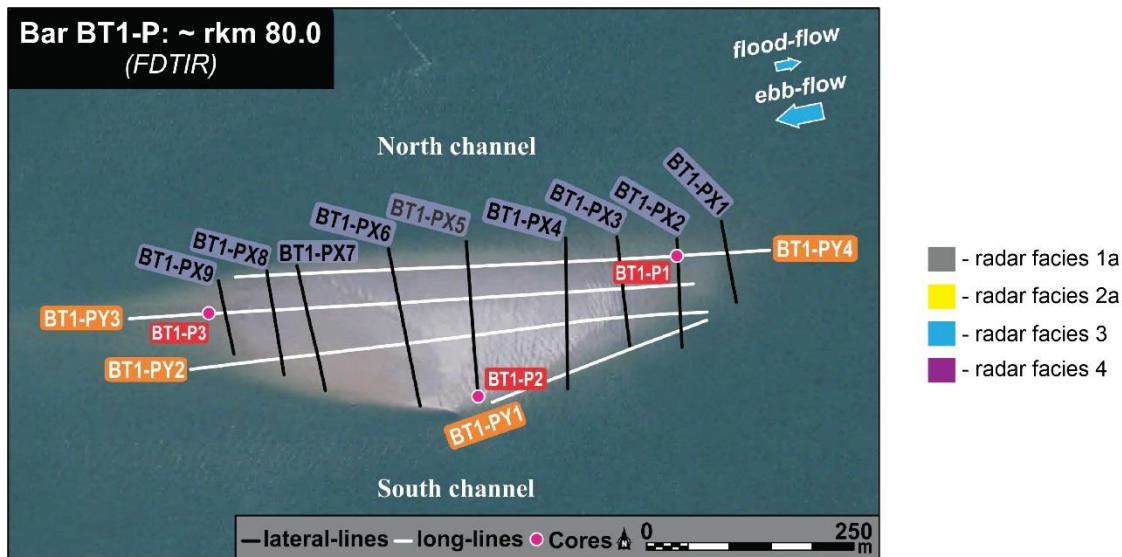 Bar BT1-P: ~ rkm 80.0
(FDTIR)
flood-flow
ebb-flow
North channel
BT1-PX1
BT1-PX2
BT1-PX3
BT1-PX4
BT1-PX5
BT1-PX6
BT1-PX7
BT1-PX8
BT1-PX9
BT1-P1
BT1-PY4
BT1-PY3
BT1-P3
BT1-PY2
BT1-P2
BT1-PY1
South channel
lateral-lines long-lines Cores N 0 250
m
- radar facies 1a
- radar facies 2a
- radar facies 3
- radar facies 4